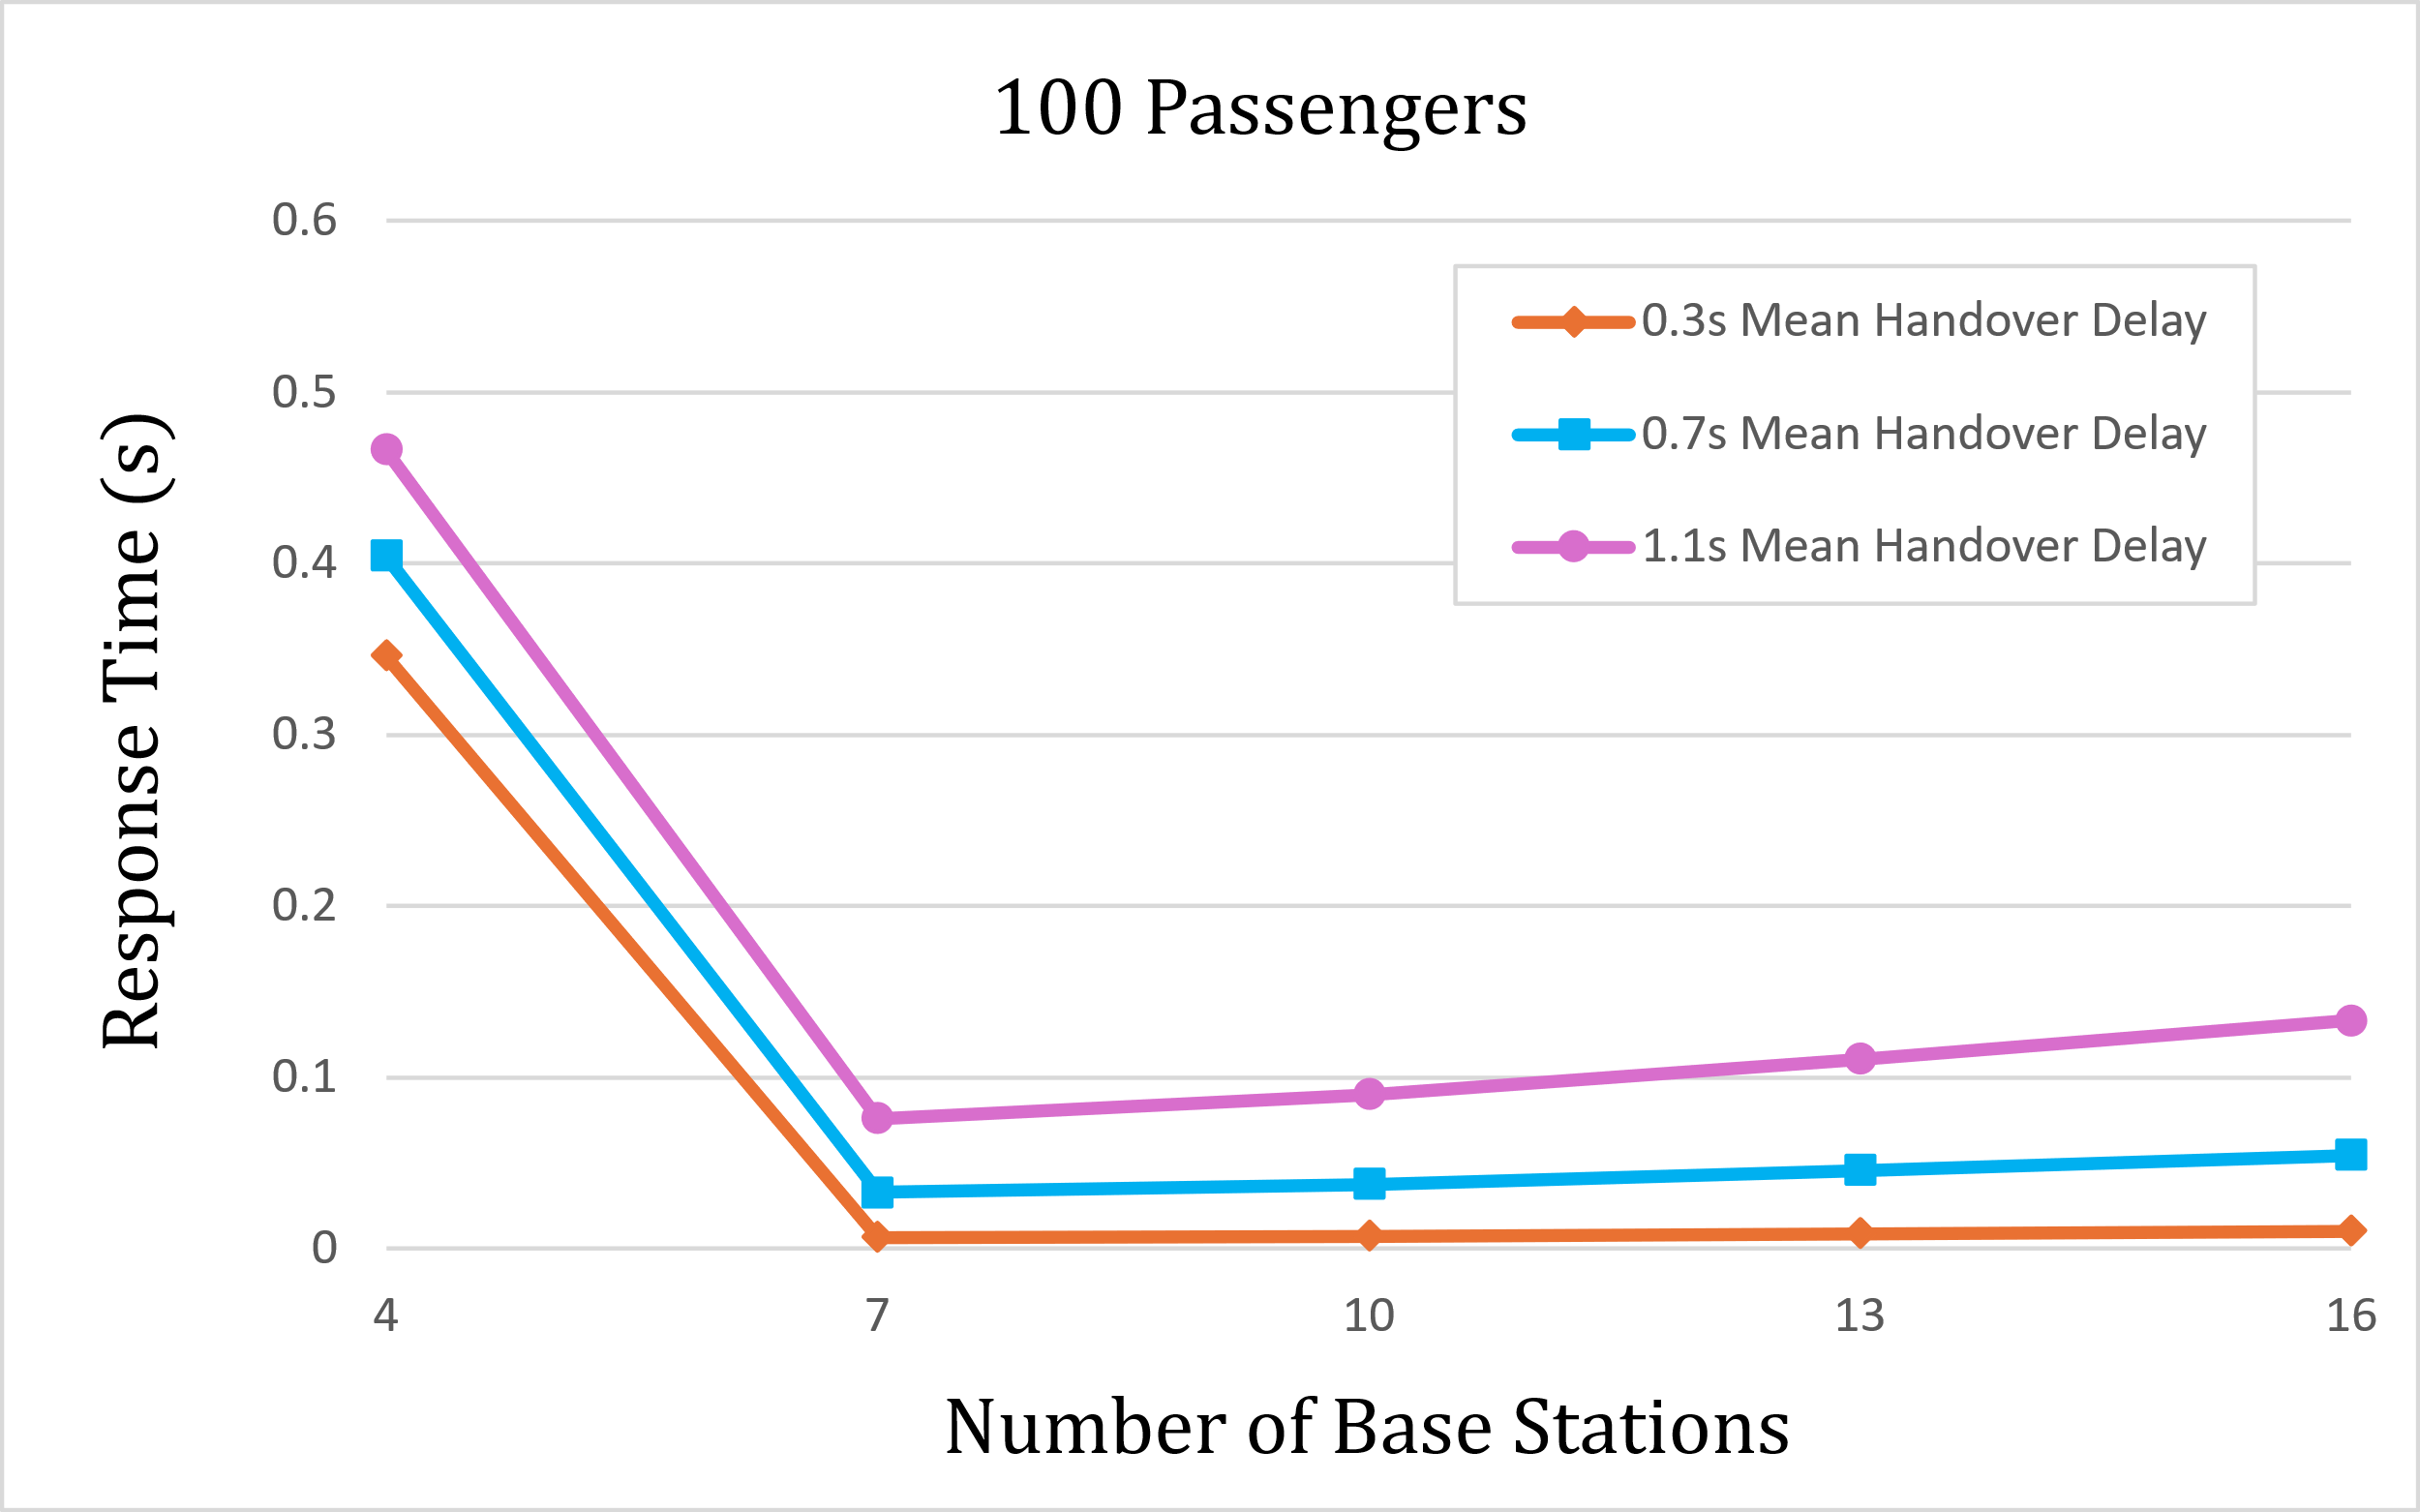 100 Passengers
0.6
0.5
0.4
0.3
0.2
0.1
0
Response Time (s)
0.3s Mean Handover Delay
0.7s Mean Handover Delay
1.1s Mean Handover Delay
4 7 10 13 16
Number of Base Stations